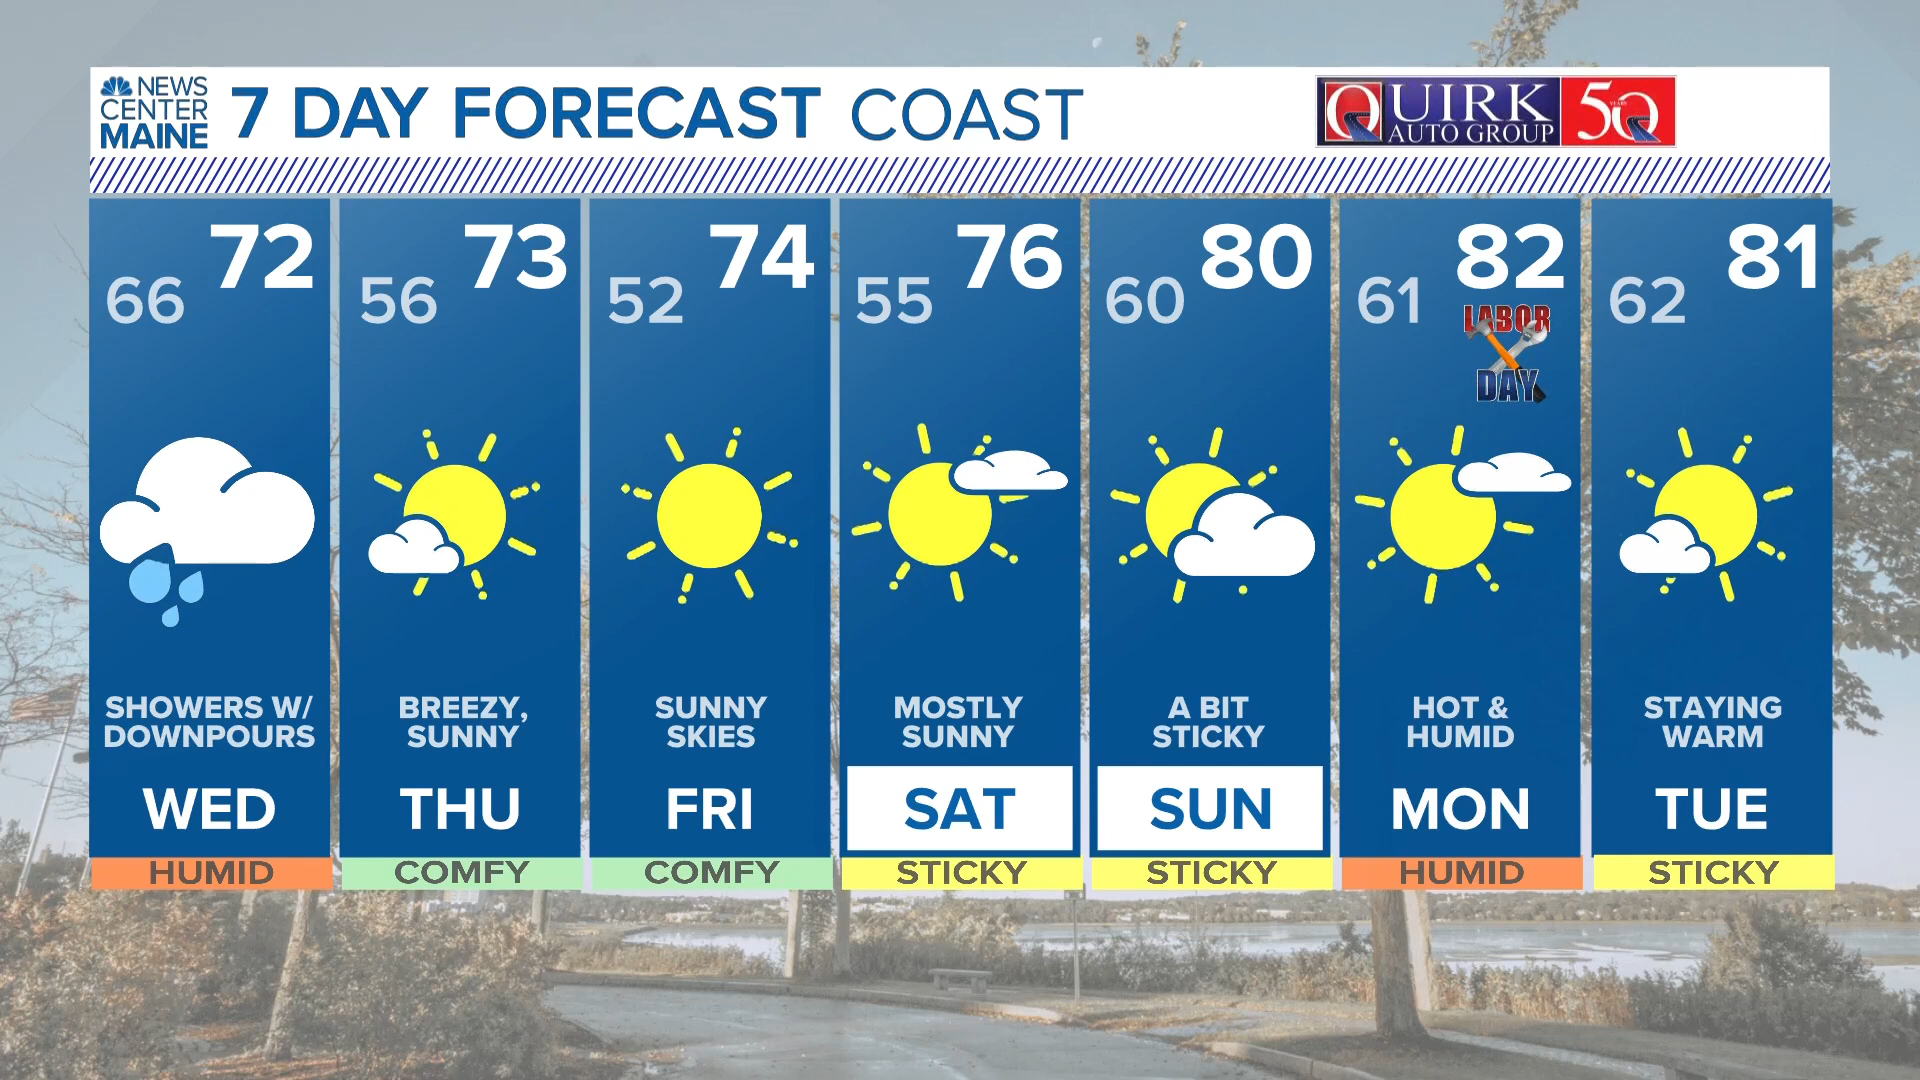 NEWS
CENTER
MAINE
7 DAY FORECAST COAST
QUIRK
AUTO GROUP
50
YEARS
66 72
SHOWERS W/
DOWNPOURS
WED
HUMID
56 73
BREEZY,
SUNNY
THU
COMFY
52 74
SUNNY
SKIES
FRI
COMFY
55 76
MOSTLY
SUNNY
SAT
STICKY
60 80
A BIT
STICKY
SUN
STICKY
61 82
LABOR
DAY
HOT &
HUMID
MON
HUMID
62 81
STAYING
WARM
TUE
STICKY